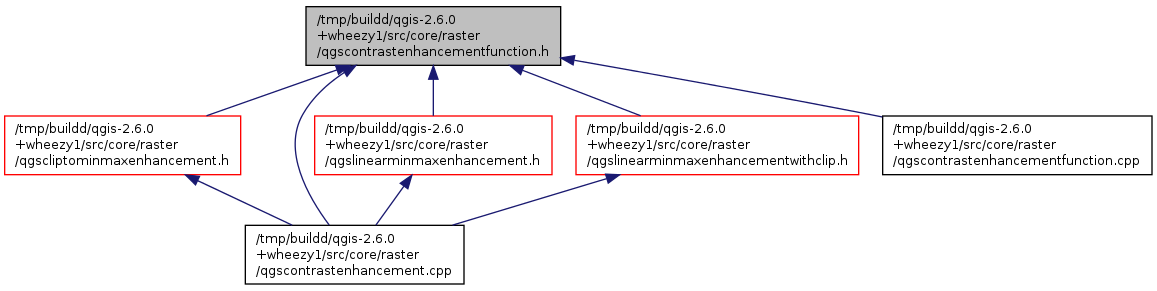 /tmp/buildd/qgis-2.6.0
+wheezy1/src/core/raster
/qgscontrastenhancementfunction.h
/tmp/buildd/qgis-2.6.0
+wheezy1/src/core/raster
/qgscliptominmaxenhancement.h
/tmp/buildd/qgis-2.6.0
+wheezy1/src/core/raster
/qgslinearminmaxenhancement.h
/tmp/buildd/qgis-2.6.0
+wheezy1/src/core/raster
/qgslinearminmaxenhancementwithclip.h
/tmp/buildd/qgis-2.6.0
+wheezy1/src/core/raster
/qgscontrastenhancementfunction.cpp
/tmp/buildd/qgis-2.6.0
+wheezy1/src/core/raster
/qgscontrastenhancement.cpp